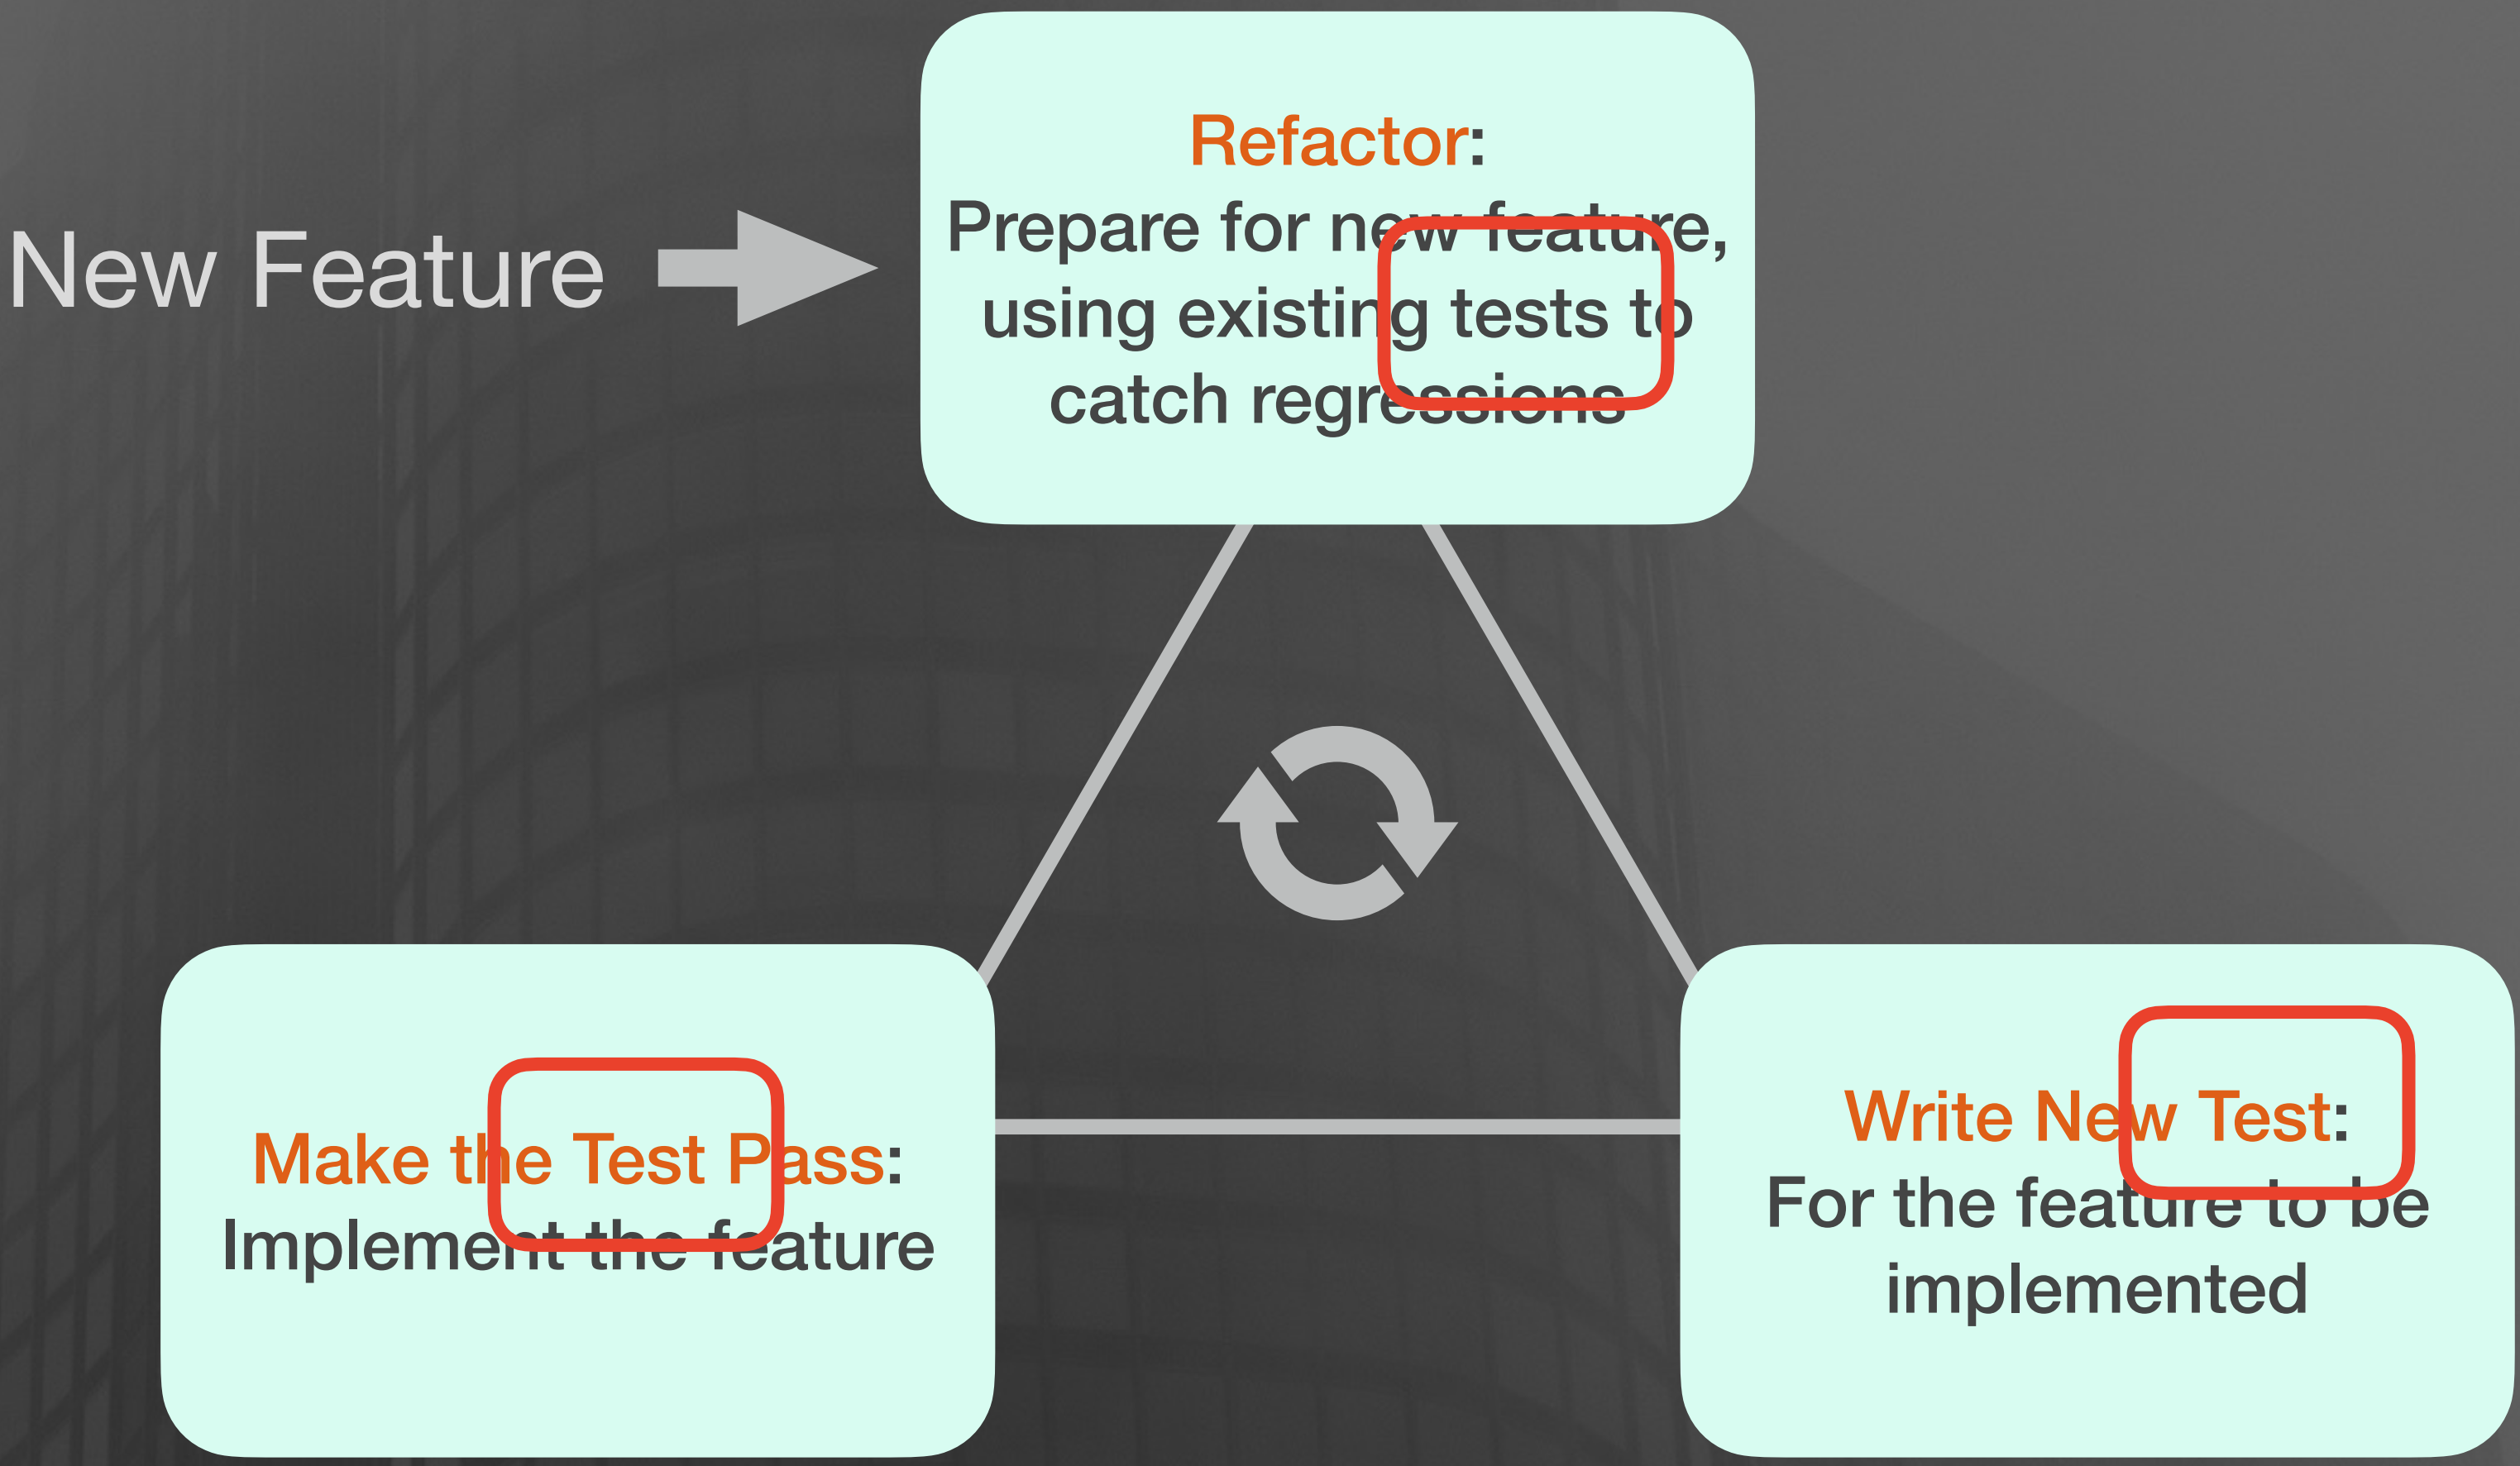 New Feature
Refactor:
Prepare for new feature,
using existing tests to
catch regressions
Make the Test Pass:
Implement the feature
Write New Test:
For the feature to be
implemented